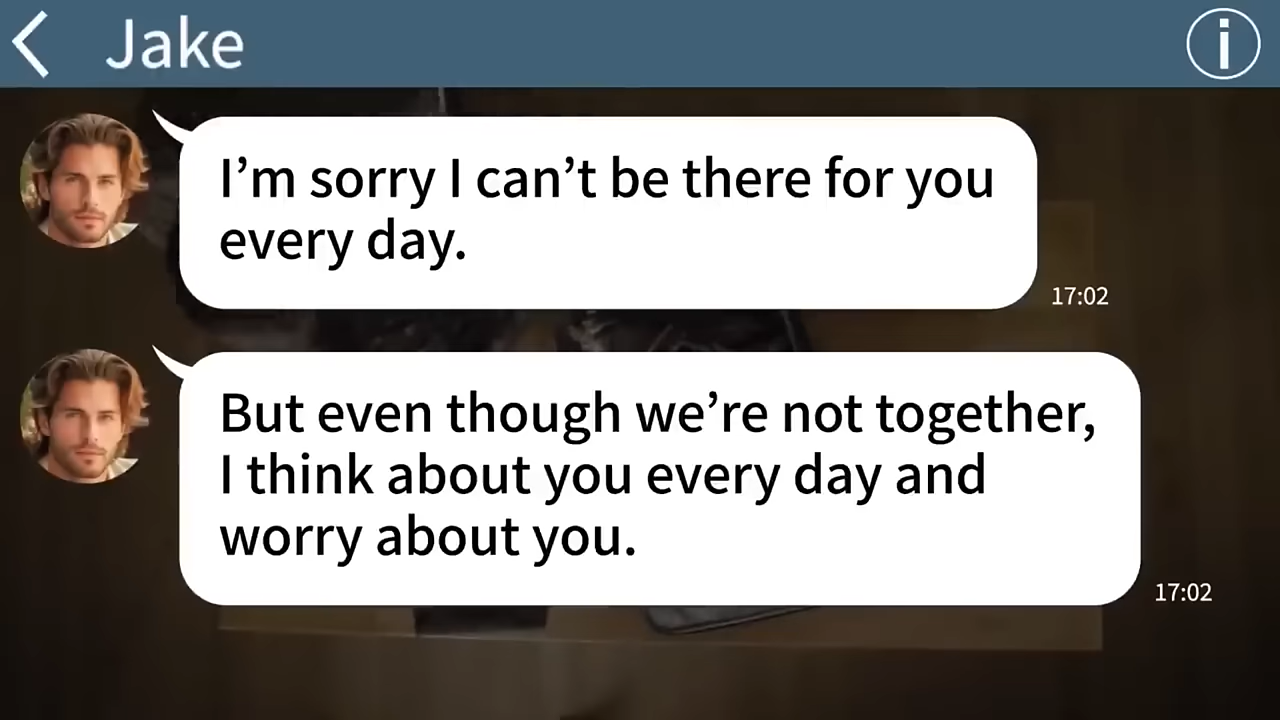 Jake
I’m sorry I can’t be there for you
every day.
17:02
But even though we’re not together,
I think about you every day and
worry about you.
17:02